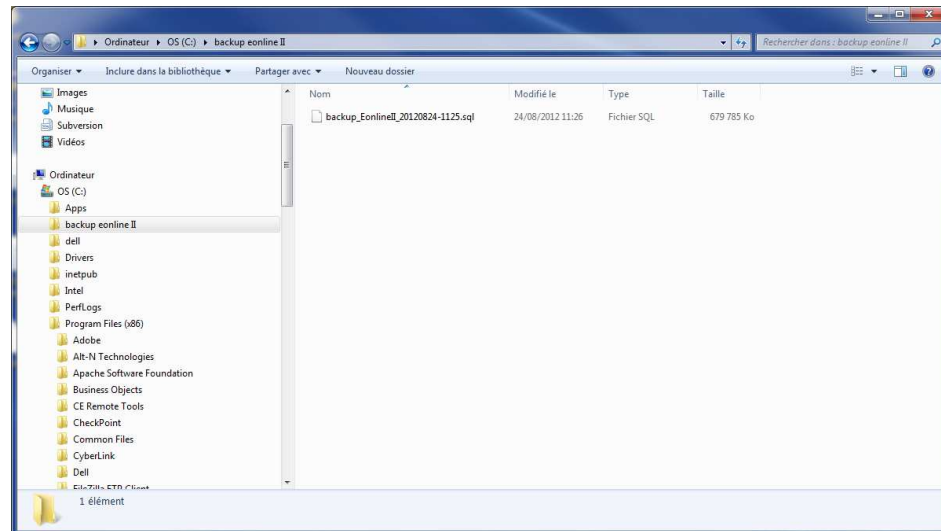 Ordinateur ▸ OS (C:) ▸ backup eonline II
Rechercher dans : backup eonline II
Organiser Inclure dans la bibliothèque Partager avec Nouveau dossier
Nom Modifié le Type Taille
backup_EonlineII_20120824-1125.sql 24/08/2012 11:26 Fichier SQL 679 785 Ko
Images
Musique
Subversion
Vidéos
Ordinateur
OS (C:)
Apps
backup eonline II
dell
Drivers
inetpub
Intel
PerfLogs
Program Files (x86)
Adobe
Alt-N Technologies
Apache Software Foundation
Business Objects
CE Remote Tools
CheckPoint
Common Files
CyberLink
Dell
FileZilla FTP Client
1 élément